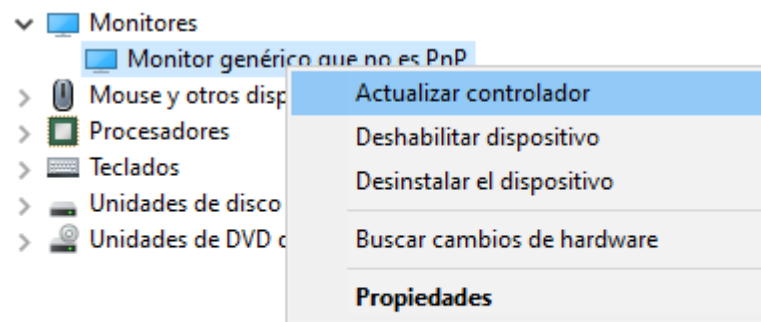 Monitores
Monitor genérico que no es PnP
Mouse y otros disp
Procesadores
Teclados
Unidades de disco
Unidades de DVD
Actualizar controlador
Deshabilitar dispositivo
Desinstalar el dispositivo
Buscar cambios de hardware
Propiedades